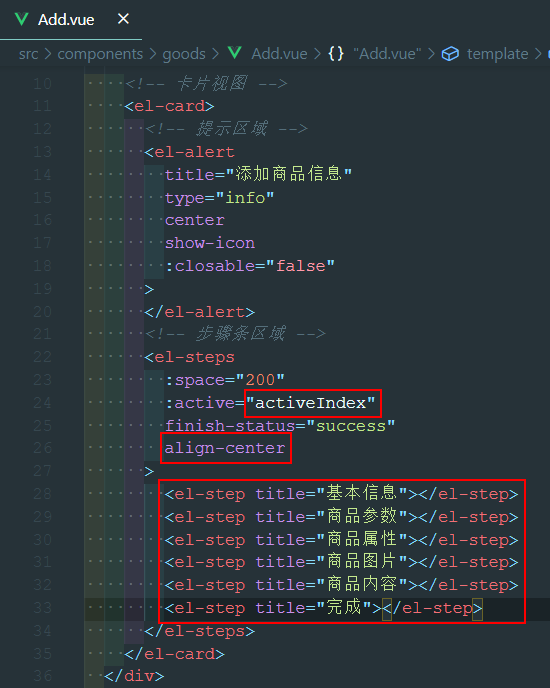 Add.vue ×
src > components > goods > Add.vue > {} "Add.vue" > template >
10 <!-- 卡片视图 -->
11 <el-card>
12 <!-- 提示区域 -->
13 <el-alert
14 title="添加商品信息"
15 type="info"
16 center
17 show-icon
18 :closable="false"
19 >
20 </el-alert>
21 <!-- 步骤条区域 -->
22 <el-steps
23 :space="200"
24 :active="activeIndex"
25 finish-status="success"
26 align-center
27 >
28 <el-step title="基本信息"></el-step>
29 <el-step title="商品参数"></el-step>
30 <el-step title="商品属性"></el-step>
31 <el-step title="商品图片"></el-step>
32 <el-step title="商品内容"></el-step>
33 <el-step title="完成"></el-step>
34 </el-steps>
35 </el-card>
36 </div>